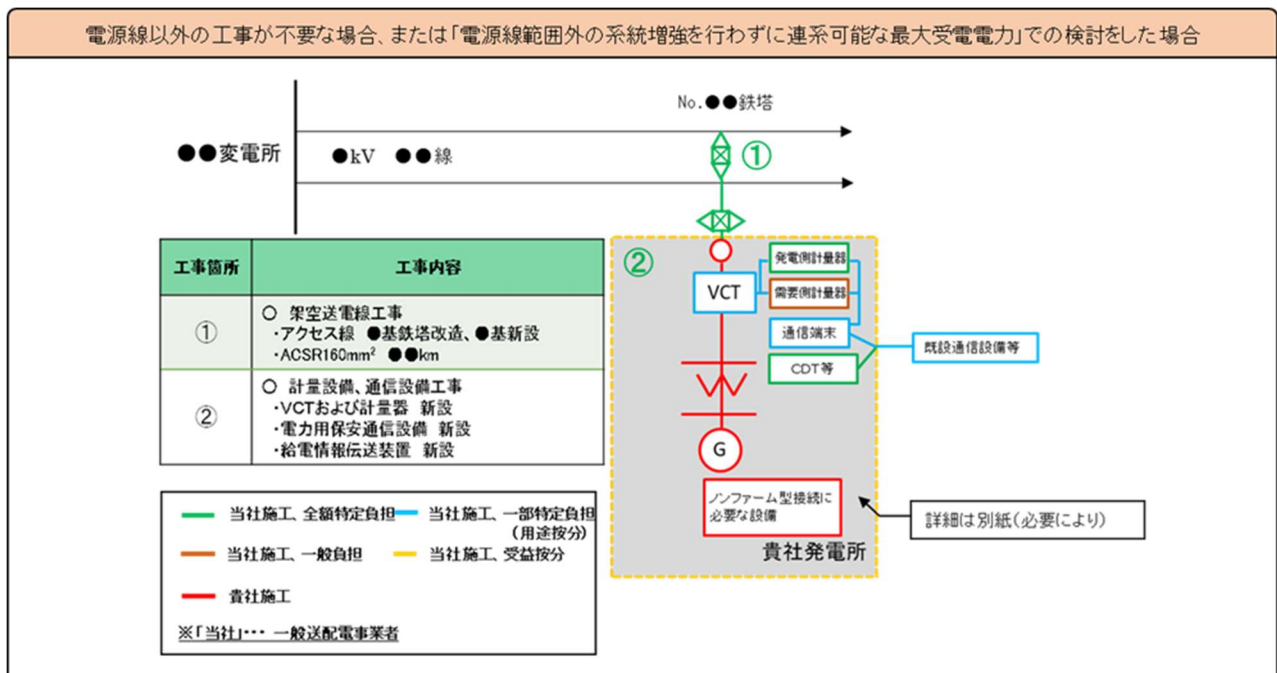 電源線以外の工事が不要な場合、または「電源線範囲外の系統増強を行わずに連系可能な最大受電電力」での検討をした場合
No.●●鉄塔
●●変電所
●kV ●●線
①
工事箇所 工事内容
①
○ 架空送電線工事
・アクセス線 ●基鉄塔改造、●基新設
・ACSR160mm² ●●km
②
○ 計量設備、通信設備工事
・VCTおよび計量器 新設
・電力用保安通信設備 新設
・給電情報伝送装置 新設
②
VCT
発電側計量器
需要側計量器
通信端末
CDT等
既設通信設備等
G
ノンファーム型接続に
必要な設備
貴社発電所
詳細は別紙(必要により)
当社施工、全額特定負担
当社施工、一部特定負担
(用途按分)
当社施工、一般負担
当社施工、受益按分
貴社施工
※「当社」・・・ 一般送配電事業者